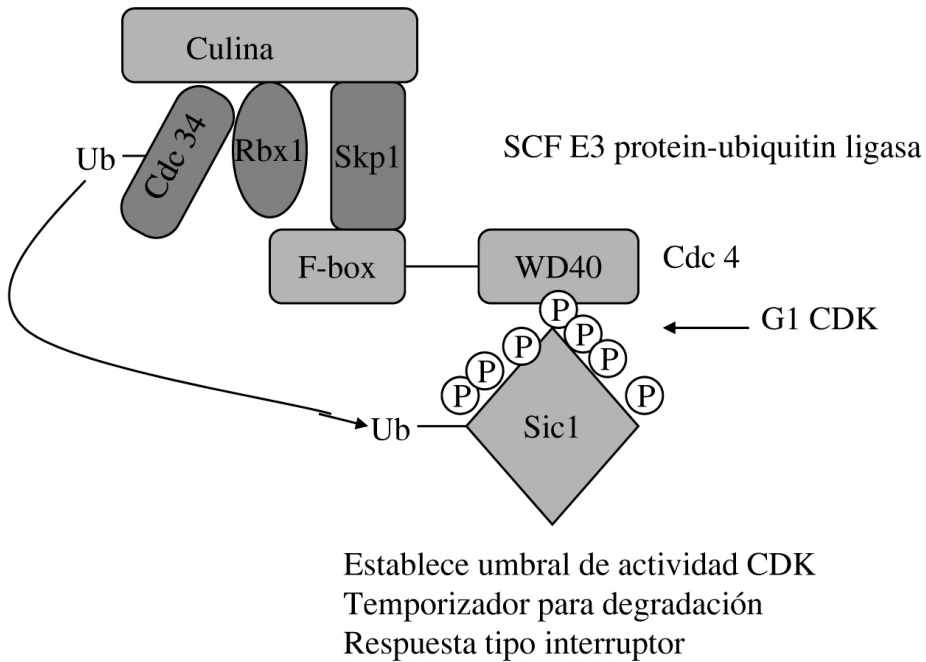 Culina
Ub
Cdc 34
Rbx1
Skp1
SCF E3 protein-ubiquitin ligasa
F-box
WD40
Cdc 4
G1 CDK
P
P
P
P
P
P
P
Ub
Sic1
Establece umbral de actividad CDK
Temporizador para degradación
Respuesta tipo interruptor